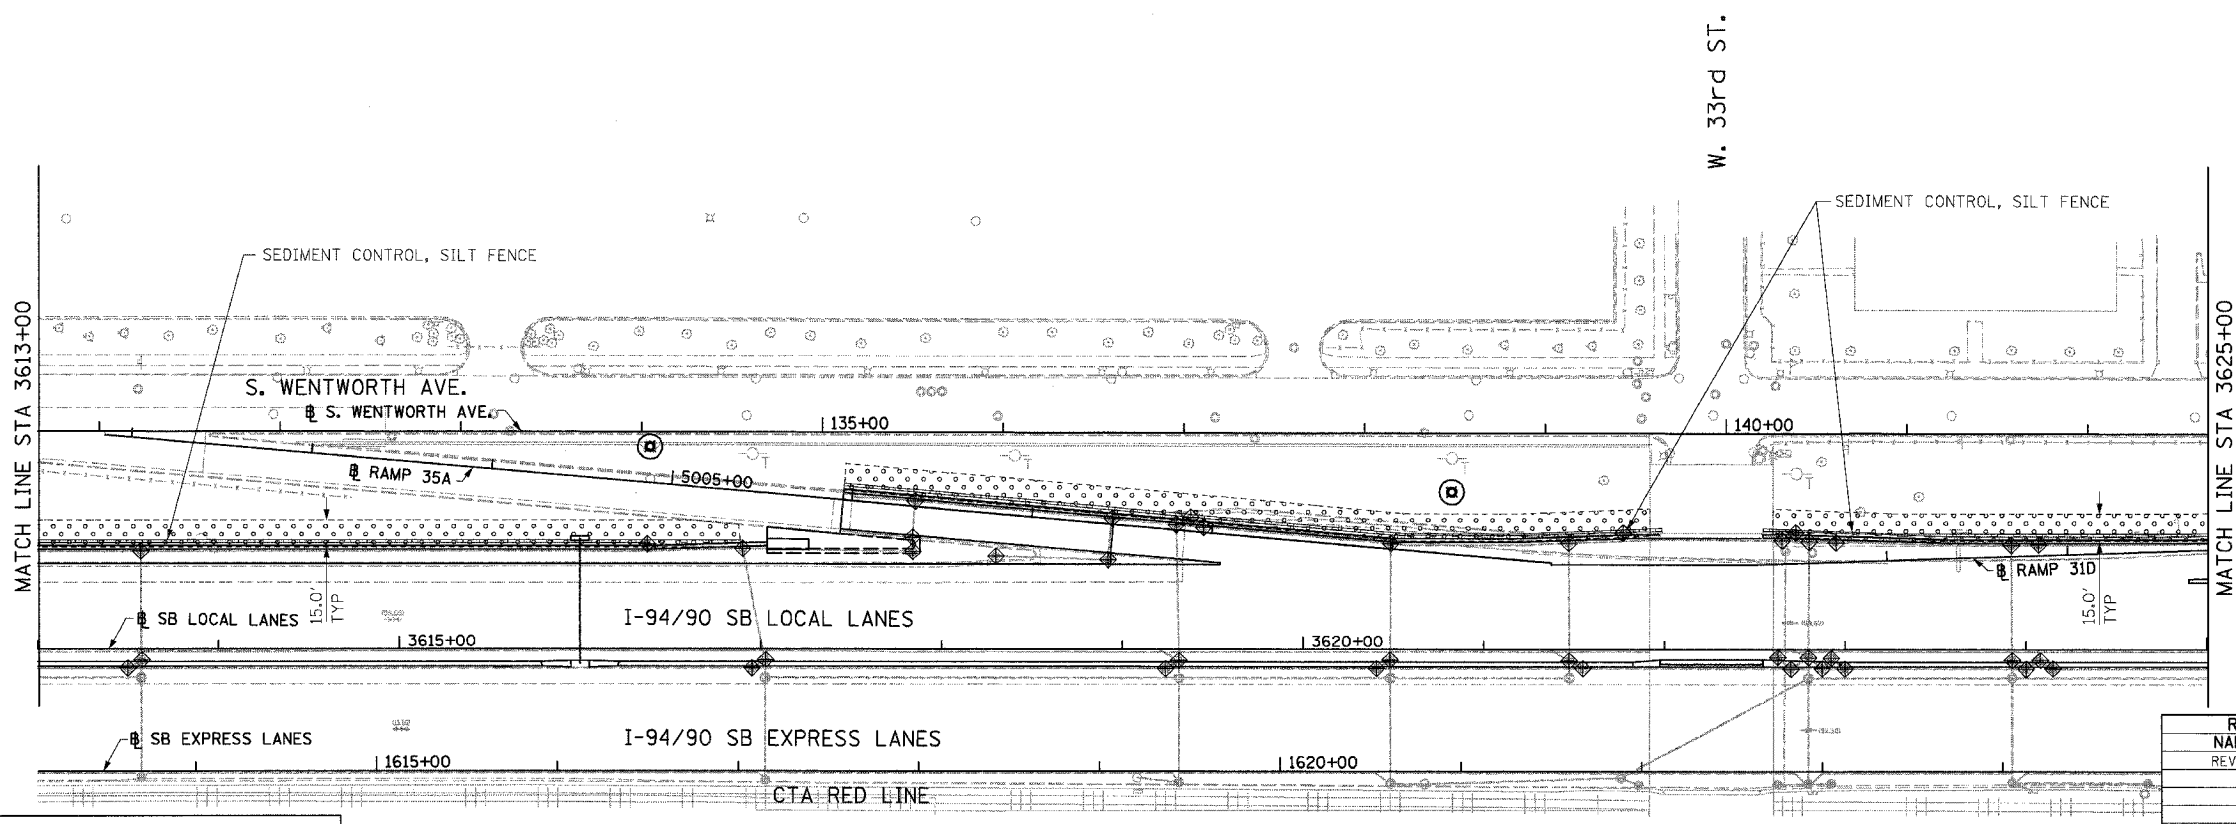 W. 33rd ST.
SEDIMENT CONTROL, SILT FENCE
SEDIMENT CONTROL, SILT FENCE
MATCH LINE STA 3613+00
MATCH LINE STA 3625+00
S. WENTWORTH AVE.
S. WENTWORTH AVE.
135+00
140+00
RAMP 35A
5005+00
T
T
T
T
RAMP 31D
15.0'
TYP
15.0'
TYP
SB LOCAL LANES
I-94/90 SB LOCAL LANES
3615+00
3620+00
SB EXPRESS LANES
I-94/90 SB EXPRESS LANES
1615+00
1620+00
CTA RED LINE
R
NA
REV